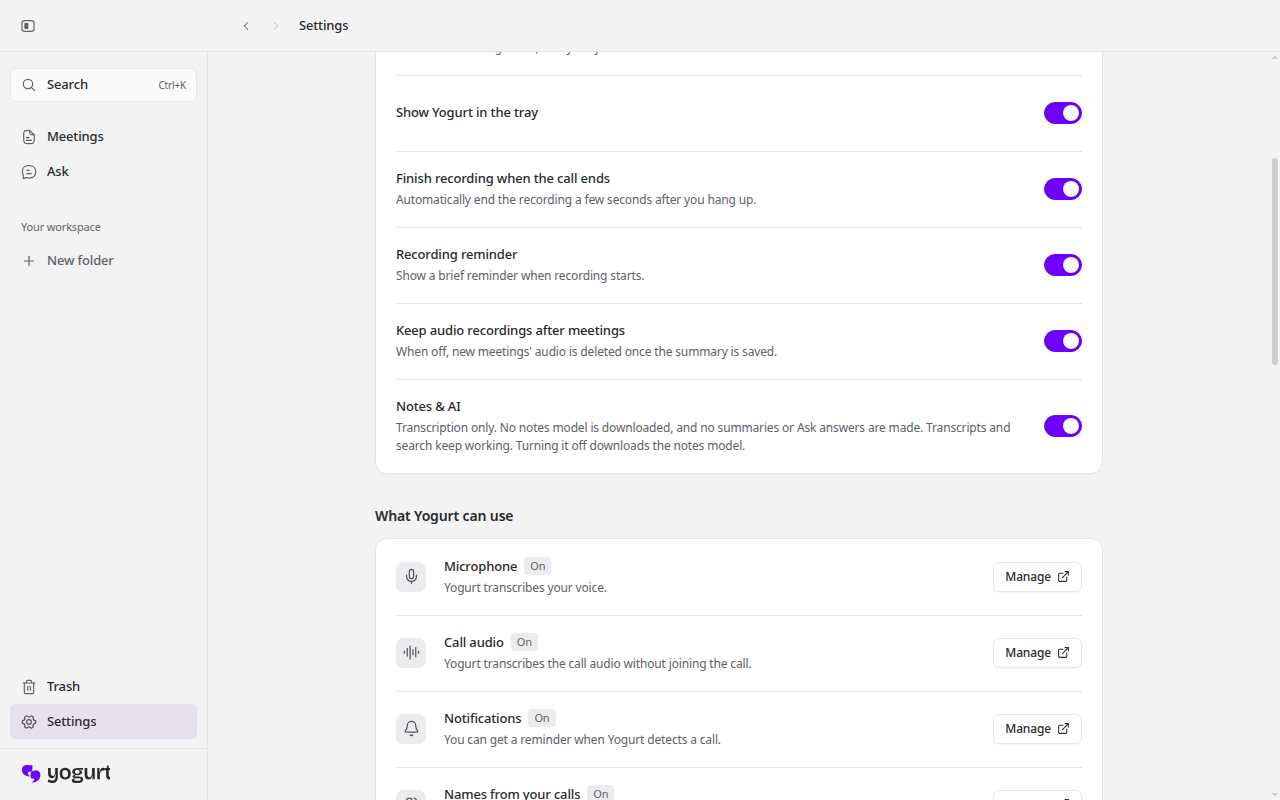 Settings
Search
Ctrl+K
Meetings
Ask
Your workspace
New folder
Trash
Settings
yogurt
Show Yogurt in the tray
Finish recording when the call ends
Automatically end the recording a few seconds after you hang up.
Recording reminder
Show a brief reminder when recording starts.
Keep audio recordings after meetings
When off, new meetings' audio is deleted once the summary is saved.
Notes & AI
Transcription only. No notes model is downloaded, and no summaries or Ask answers are made. Transcripts and
search keep working. Turning it off downloads the notes model.
What Yogurt can use
Microphone On
Yogurt transcribes your voice.
Manage
Call audio On
Yogurt transcribes the call audio without joining the call.
Manage
Notifications On
You can get a reminder when Yogurt detects a call.
Manage
Names from your calls On